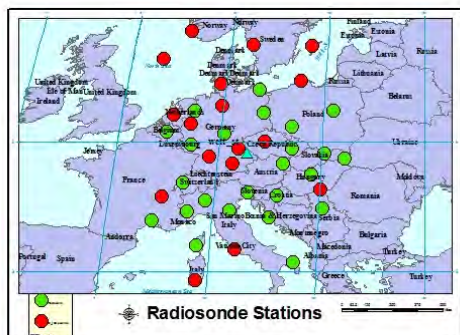 Norway
Norway
Sweden
Finland
Estonia
Russia
Latvia
Denmark
Lithuania
Russia
United Kingdom
Isle of Man
United Kingdom
Ireland
Belarus
Poland
Germany
Belgium
Luxembourg
Czech Republic
Ukraine
Jersey
Slovakia
France
Liechtenstein
Switzerland
Austria
Hungary
Moldova
Romania
Slovenia
Croatia
Monaco
San Marino
Bosnia & Herzegovina
Serbia
Italy
Montenegro
Bulgaria
Andorra
Vatican City
Macedonia
Albania
Portugal
Spain
Italy
Greece
Turkey
Turkey
Radiosonde Stations